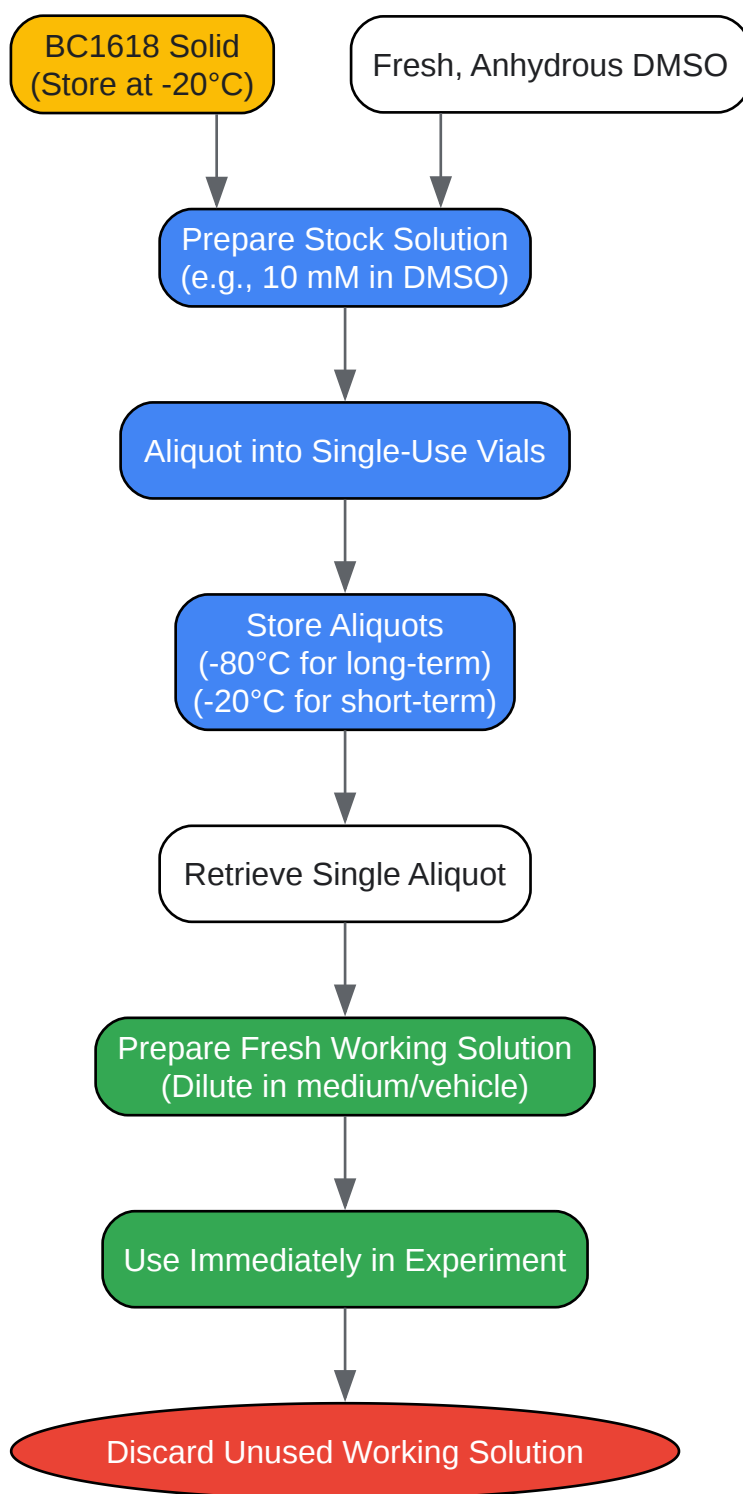 BC1618 Solid
(Store at -20°C)
Fresh, Anhydrous DMSO
Prepare Stock Solution
(e.g., 10 mM in DMSO)
Aliquot into Single-Use Vials
Store Aliquots
(-80°C for long-term)
(-20°C for short-term)
Retrieve Single Aliquot
Prepare Fresh Working Solution
(Dilute in medium/vehicle)
Use Immediately in Experiment
Discard Unused Working Solution